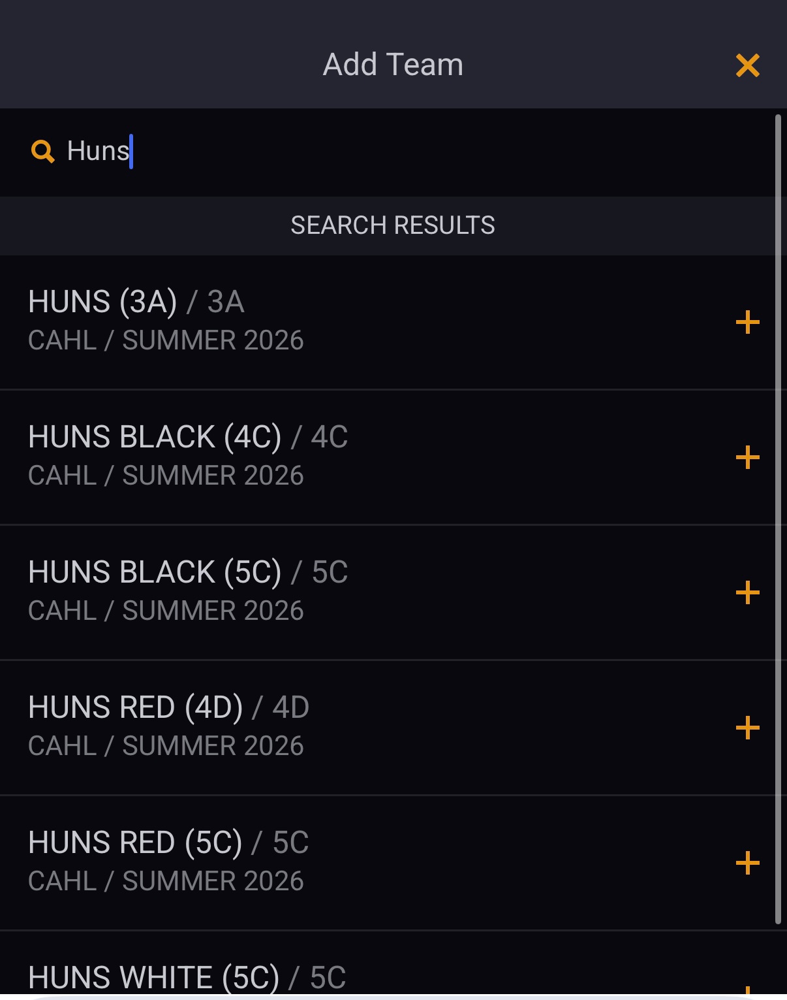 Add Team
Huns
SEARCH RESULTS
HUNS (3A) / 3A
CAHL / SUMMER 2026
HUNS BLACK (4C) / 4C
CAHL / SUMMER 2026
HUNS BLACK (5C) / 5C
CAHL / SUMMER 2026
HUNS RED (4D) / 4D
CAHL / SUMMER 2026
HUNS RED (5C) / 5C
CAHL / SUMMER 2026
HUNS WHITE (5C) / 5C